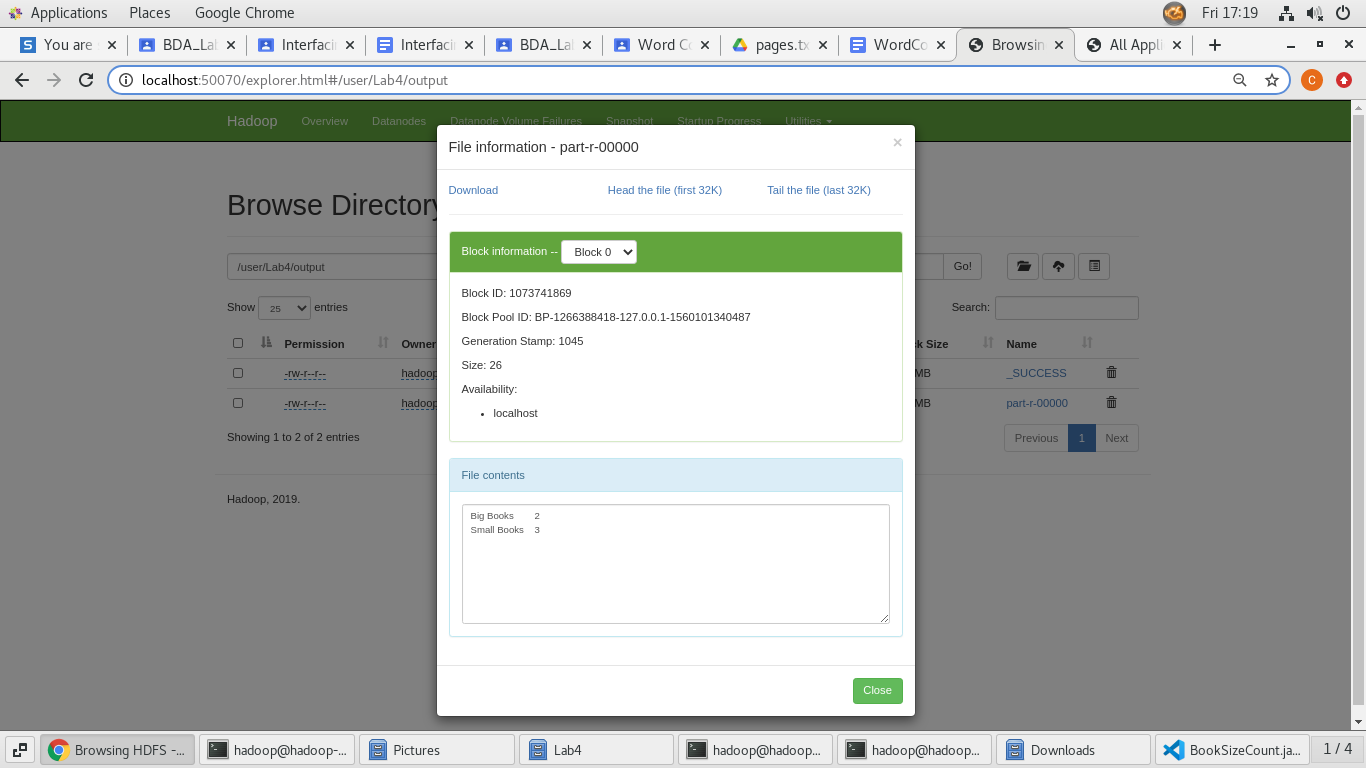 Applications Places Google Chrome Fri 17:19
You are BDA_Lab Interfacin Interfacin BDA_Lab Word Co pages.tx WordCo Browsin All Appli
localhost:50070/explorer.html#/user/Lab4/output C
Hadoop Overview Datanodes Datanode Volume Failures Snapshot Startup Progress Utilities
File information - part-r-00000 ×
Download Head the file (first 32K) Tail the file (last 32K)
Browse Directory
Block information -- Block 0
/user/Lab4/output Go!
Block ID: 1073741869
Show 25 entries Search:
Block Pool ID: BP-1266388418-127.0.0.1-1560101340487
Generation Stamp: 1045
Permission Owner ck Size Name
Size: 26
-rw-r--r-- hadoop MB _SUCCESS
Availability:
-rw-r--r-- hadoop MB part-r-00000
• localhost
Showing 1 to 2 of 2 entries Previous 1 Next
File contents
Hadoop, 2019.
Big Books 2
Small Books 3
Close
Browsing HDFS -... hadoop@hadoop-... Pictures Lab4 hadoop@hadoop... hadoop@hadoop... Downloads BookSizeCount.ja... 1 / 4